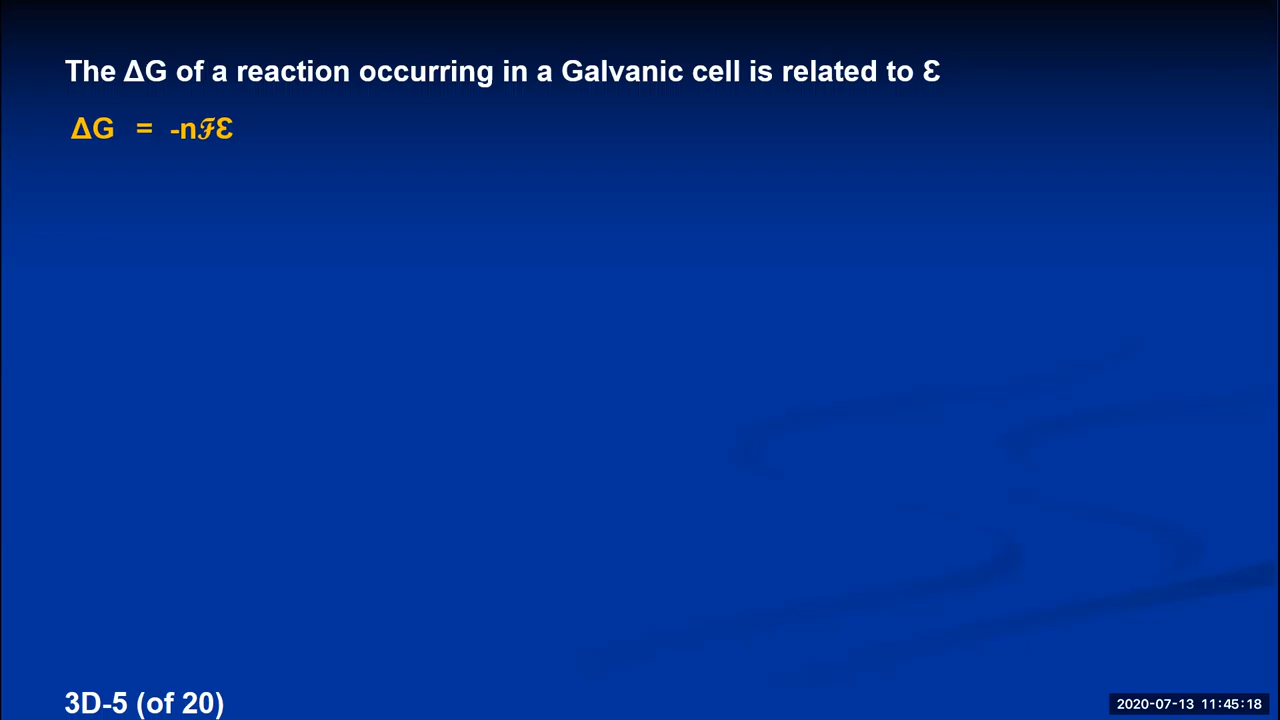 The ΔG of a reaction occurring in a Galvanic cell is related to Ɛ
ΔG = -nℱƐ
3D-5 (of 20)
2020-07-13 11:45:18